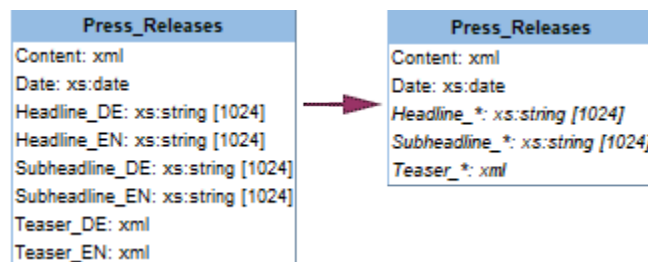 Press_Releases
Content: xml
Date: xs:date
Headline_DE: xs:string [1024]
Headline_EN: xs:string [1024]
Subheadline_DE: xs:string [1024]
Subheadline_EN: xs:string [1024]
Teaser_DE: xml
Teaser_EN: xml
Press_Releases
Content: xml
Date: xs:date
Headline_*: xs:string [1024]
Subheadline_*: xs:string [1024]
Teaser_*: xml